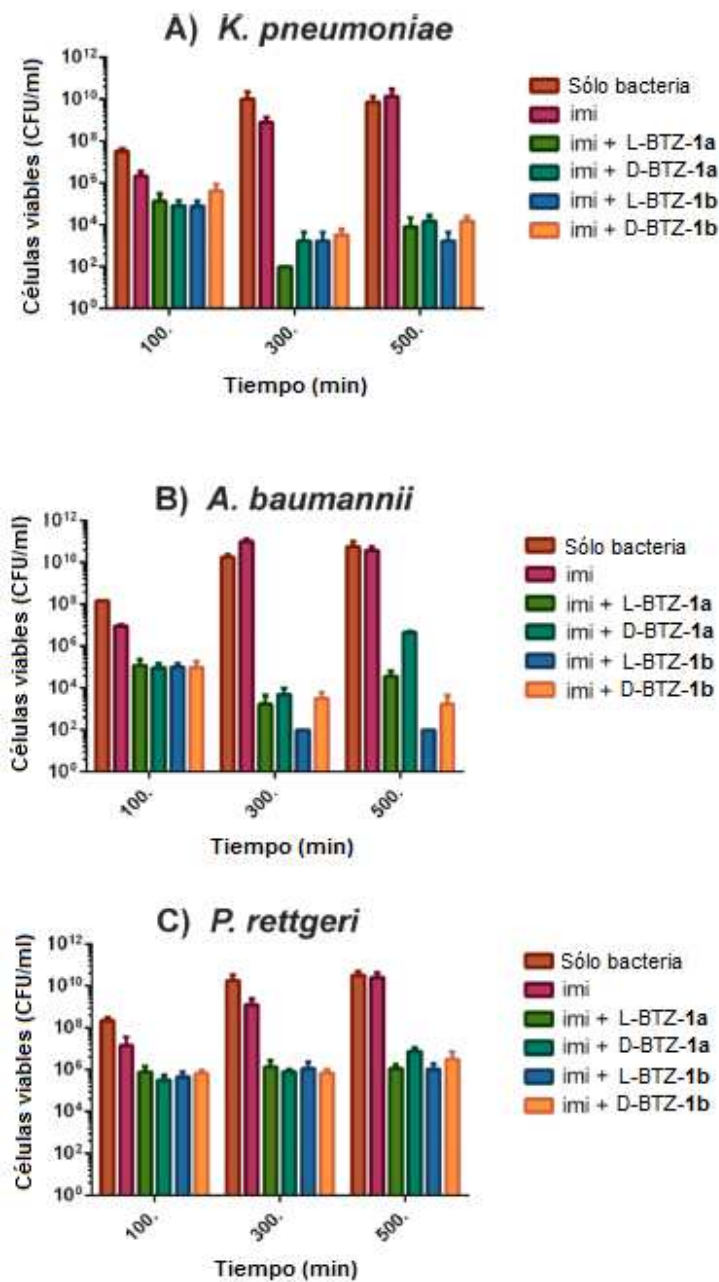 A) K. pneumoniae
Células viables (CFU/ml)
10¹²
10¹⁰
10⁸
10⁶
10⁴
10²
10⁰
100.
300.
500.
Tiempo (min)
Sólo bacteria
imi
imi + L-BTZ-1a
imi + D-BTZ-1a
imi + L-BTZ-1b
imi + D-BTZ-1b
B) A. baumannii
Células viables (CFU/ml)
10¹²
10¹⁰
10⁸
10⁶
10⁴
10²
10⁰
100.
300.
500.
Tiempo (min)
Sólo bacteria
imi
imi + L-BTZ-1a
imi + D-BTZ-1a
imi + L-BTZ-1b
imi + D-BTZ-1b
C) P. rettgeri
Células viables (CFU/ml)
10¹²
10¹⁰
10⁸
10⁶
10⁴
10²
10⁰
100.
300.
500.
Tiempo (min)
Sólo bacteria
imi
imi + L-BTZ-1a
imi + D-BTZ-1a
imi + L-BTZ-1b
imi + D-BTZ-1b